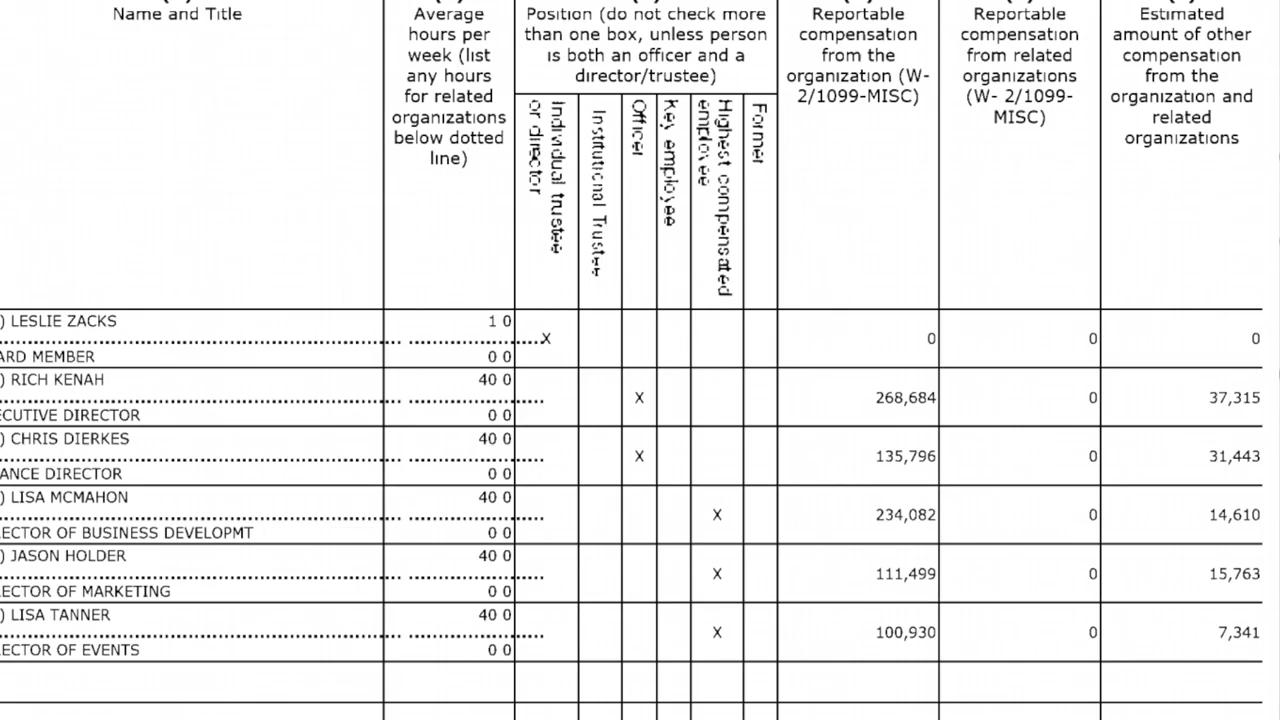 Name and Title
Average
hours per
week (list
any hours
for related
organizations
below dotted
line)
Position (do not check more
than one box, unless person
is both an officer and a
director/trustee)
Individual trustee
or director
Institutional Trustee
Officer
Key employee
Highest compensated
employee
Former
Reportable
compensation
from the
organization (W-
2/1099-MISC)
Reportable
compensation
from related
organizations
(W- 2/1099-
MISC)
Estimated
amount of other
compensation
from the
organization and
related
organizations
) LESLIE ZACKS 1 0
X 0 0 0
ARD MEMBER 0 0
) RICH KENAH 40 0
X 268,684 0 37,315
ECUTIVE DIRECTOR 0 0
) CHRIS DIERKES 40 0
X 135,796 0 31,443
ANCE DIRECTOR 0 0
) LISA MCMAHON 40 0
X 234,082 0 14,610
ECTOR OF BUSINESS DEVELOPMT 0 0
) JASON HOLDER 40 0
X 111,499 0 15,763
ECTOR OF MARKETING 0 0
) LISA TANNER 40 0
X 100,930 0 7,341
ECTOR OF EVENTS 0 0